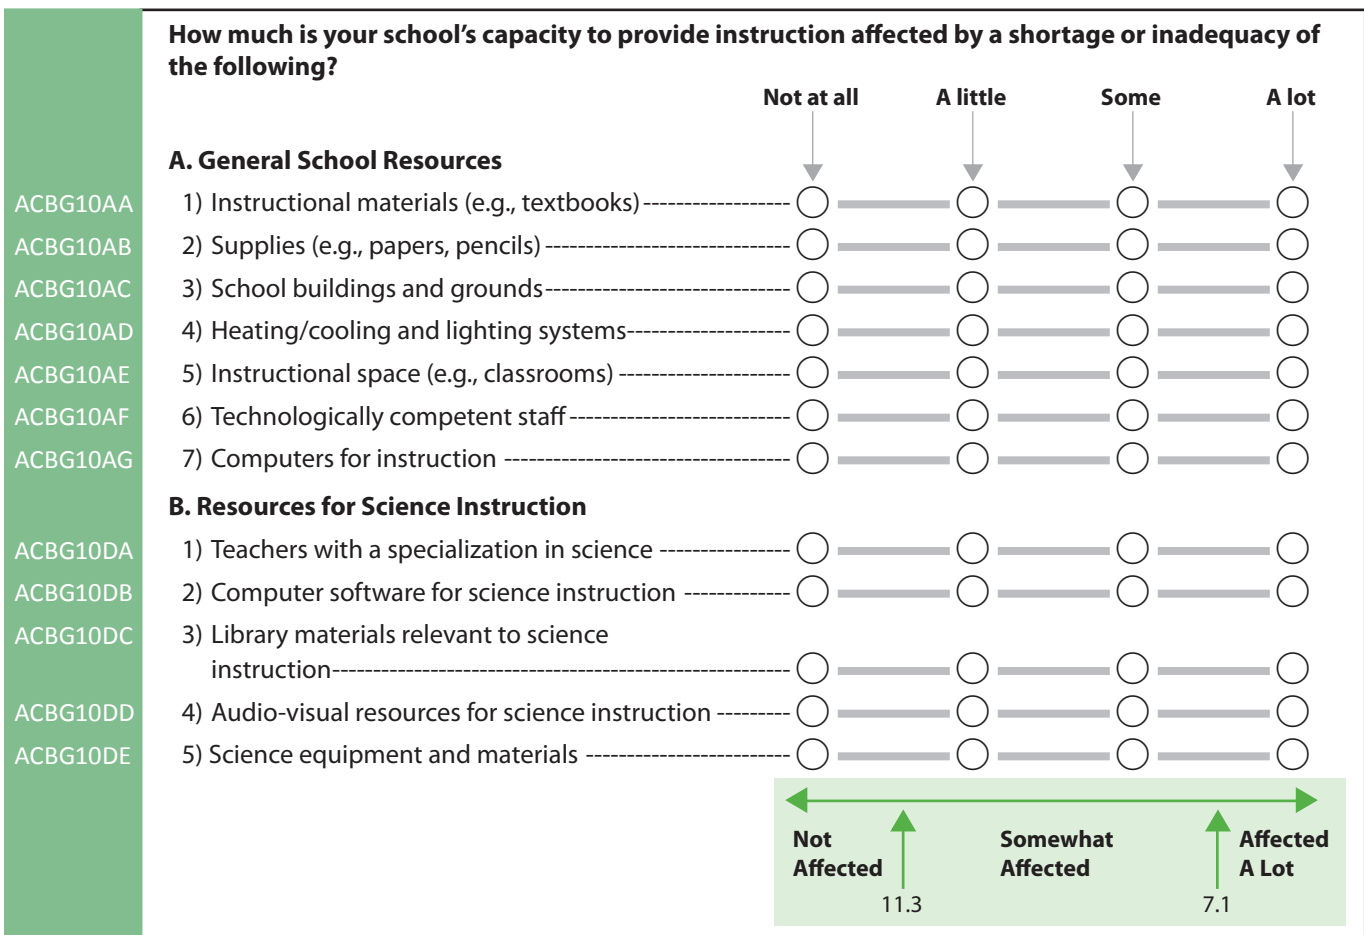 How much is your school's capacity to provide instruction affected by a shortage or inadequacy of
the following?
Not at all A little Some A lot
A. General School Resources
ACBG10AA 1) Instructional materials (e.g., textbooks)
ACBG10AB 2) Supplies (e.g., papers, pencils)
ACBG10AC 3) School buildings and grounds
ACBG10AD 4) Heating/cooling and lighting systems
ACBG10AE 5) Instructional space (e.g., classrooms)
ACBG10AF 6) Technologically competent staff
ACBG10AG 7) Computers for instruction
B. Resources for Science Instruction
ACBG10DA 1) Teachers with a specialization in science
ACBG10DB 2) Computer software for science instruction
ACBG10DC 3) Library materials relevant to science
instruction
ACBG10DD 4) Audio-visual resources for science instruction
ACBG10DE 5) Science equipment and materials
Not Somewhat Affected
Affected Affected A Lot
11.3 7.1